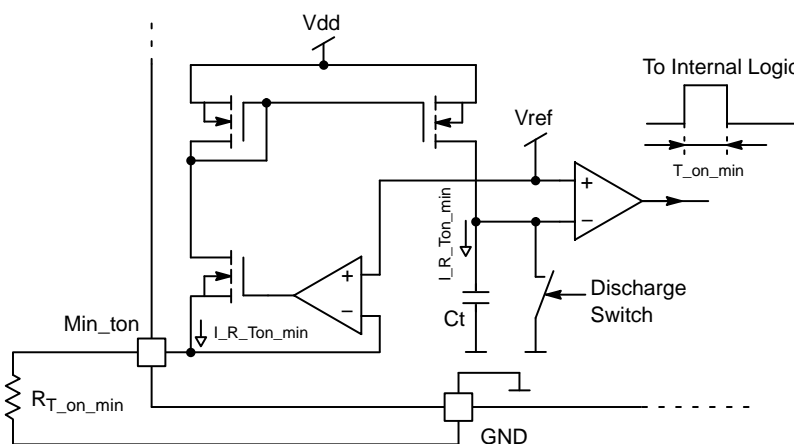 Vdd
To Internal Logic
Vref
T_on_min
+
−
I_R_Ton_min
+
−
Discharge
Switch
Ct
Min_ton
I_R_Ton_min
RT_on_min
GND